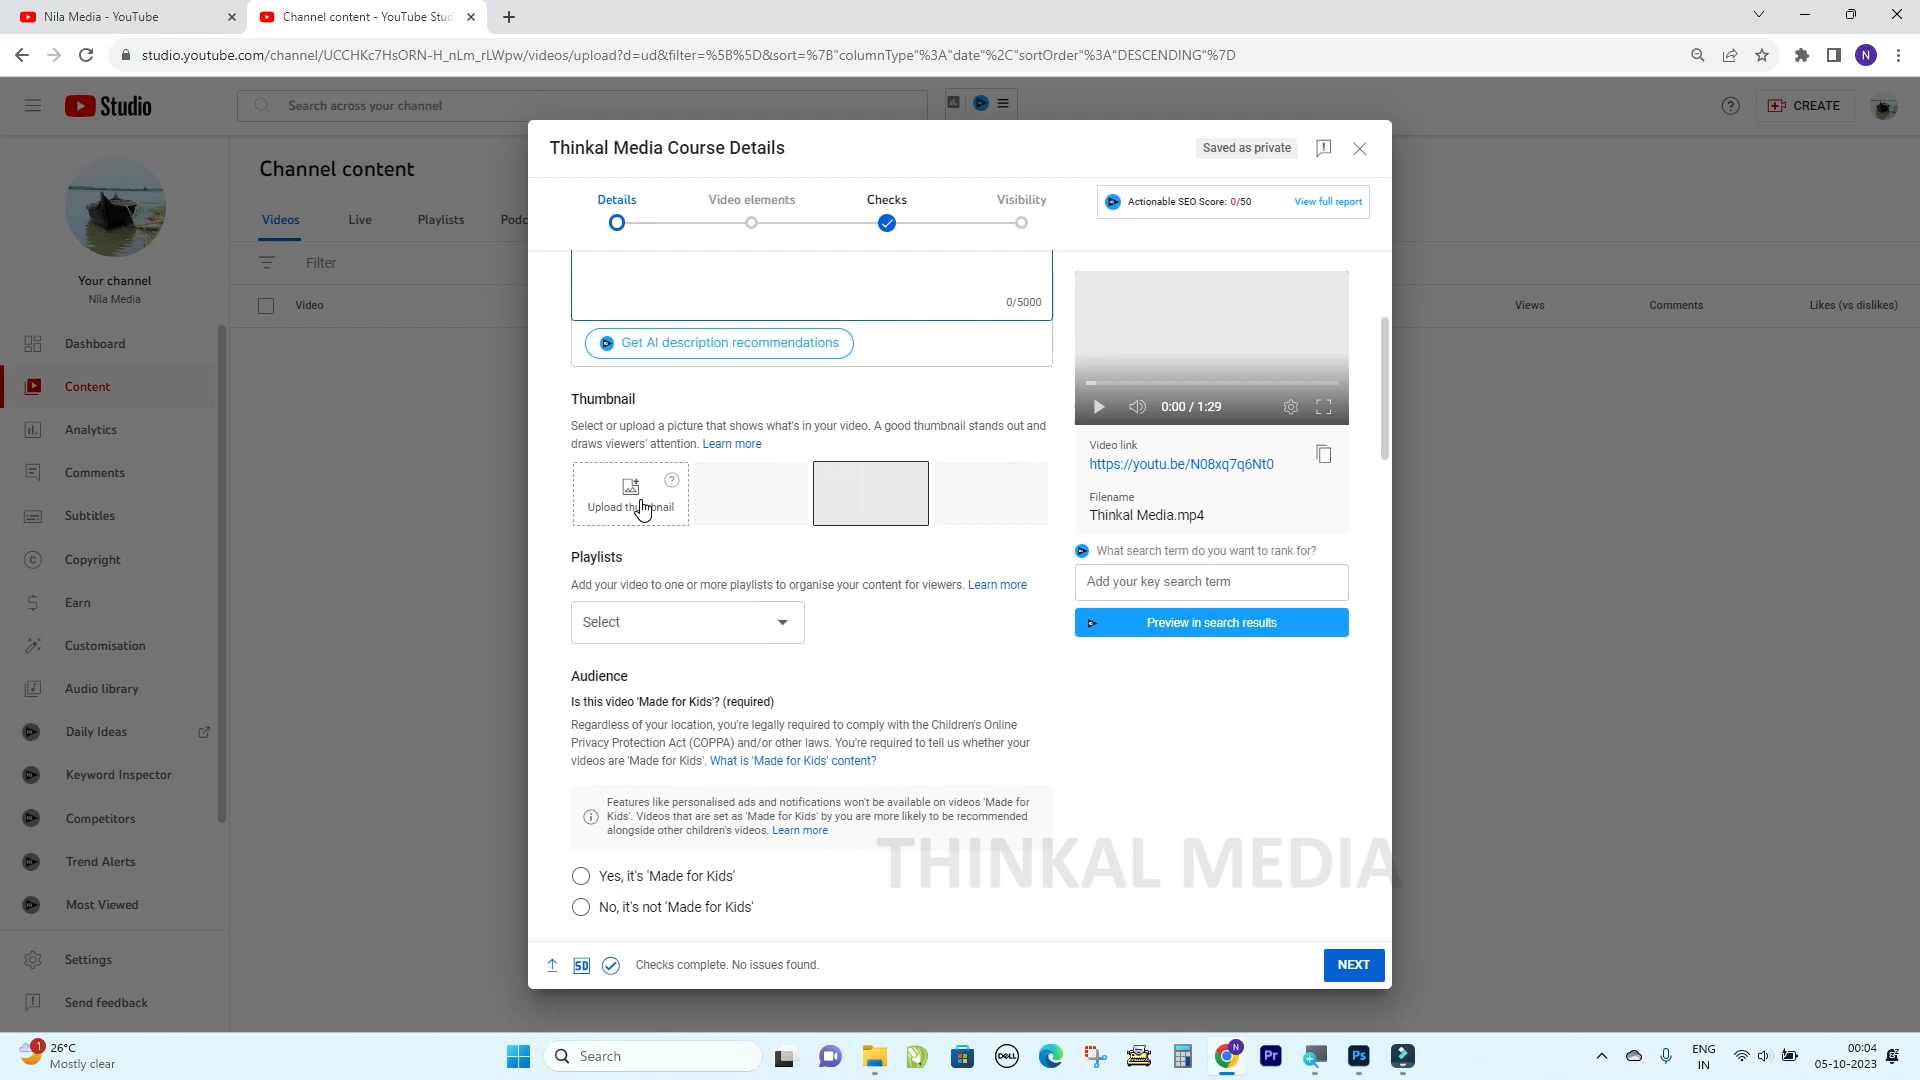 Nila Media - YouTube
Channel content - YouTube Stud
studio.youtube.com/channel/UCCHKc7HsORN-H_nLm_rLWpw/videos/upload?d=ud&filter=%5B%5D&sort=%7B"columnType"%3A"date"%2C"sortOrder"%3A"DESCENDING"%7D
N
Studio
Search across your channel
CREATE
Your channel
Nila Media
Dashboard
Content
Analytics
Comments
Subtitles
Copyright
Earn
Customisation
Audio library
Daily Ideas
Keyword Inspector
Competitors
Trend Alerts
Most Viewed
Settings
Send feedback
Channel content
Videos
Live
Playlists
Podc
Filter
Video
Views
Comments
Likes (vs dislikes)
Thinkal Media Course Details
Saved as private
Details
Video elements
Checks
Visibility
Actionable SEO Score: 0/50
View full report
0/5000
Get AI description recommendations
Thumbnail
Select or upload a picture that shows what's in your video. A good thumbnail stands out and
draws viewers' attention. Learn more
Upload thumbnail
Playlists
Add your video to one or more playlists to organise your content for viewers. Learn more
Select
Audience
Is this video 'Made for Kids'? (required)
Regardless of your location, you're legally required to comply with the Children's Online
Privacy Protection Act (COPPA) and/or other laws. You're required to tell us whether your
videos are 'Made for Kids'. What is 'Made for Kids' content?
Features like personalised ads and notifications won't be available on videos 'Made for
Kids'. Videos that are set as 'Made for Kids' by you are more likely to be recommended
alongside other children's videos. Learn more
Yes, it's 'Made for Kids'
No, it's not 'Made for Kids'
0:00 / 1:29
Video link
https://youtu.be/N08xq7q6Nt0
Filename
Thinkal Media.mp4
What search term do you want to rank for?
Add your key search term
Preview in search results
THINKAL MEDIA
SD
Checks complete. No issues found.
NEXT
1
26°C
Mostly clear
Search
DELL
N
Pr
Ps
ENG
IN
00:04
05-10-2023